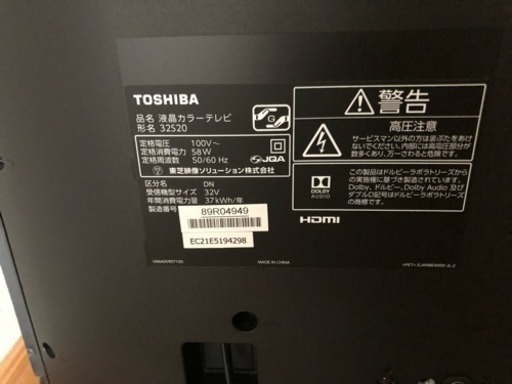 TOSHIBA
品名 液晶カラーテレビ
形名 32S20
G
定格電圧 100V~
定格消費電力 58W
定格周波数 50/60Hz
JQA
東芝映像ソリューション株式会社
区分名 DN
受信機型サイズ 32V
年間消費電力量 37kWh/年
製造番号
89R04949
EC21E5194298
MADE IN CHINA
警告
高圧注意
サービスマン以外の方は裏ぶたをあけないでください。内部には高電圧部分が数多くあり、万一さわると危険です。
DOLBY
AUDIO
この製品はドルビーラボラトリーズからの実施権に基づき製造されています。Dolby、ドルビー、Dolby Audio 及びダブルD記号はドルビーラボラトリーズの商標です。
HDMI